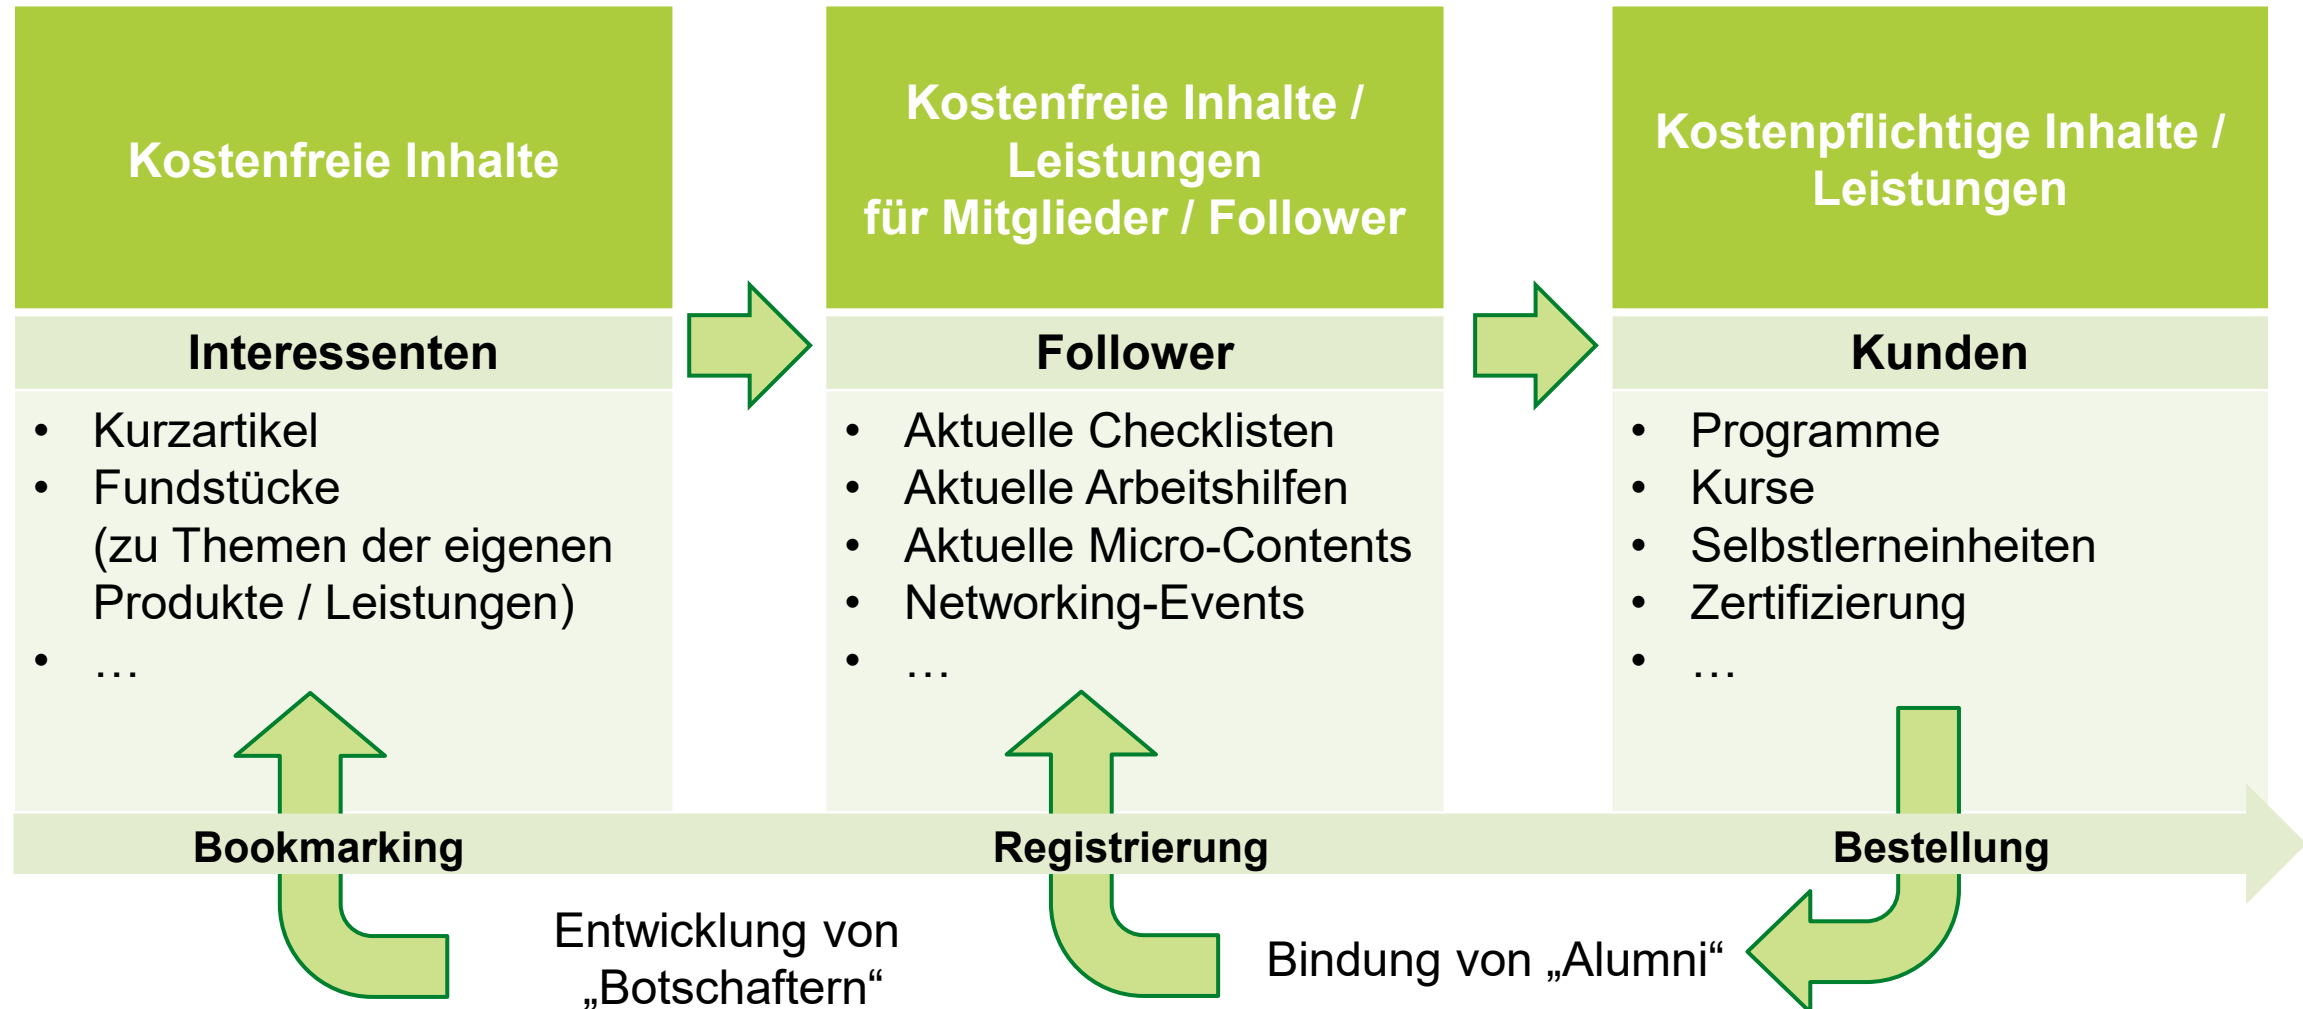 Kostenfreie Inhalte
Kostenfreie Inhalte /
Leistungen
für Mitglieder / Follower
Kostenpflichtige Inhalte /
Leistungen
Interessenten
Follower
Kunden
• Kurzartikel
• Fundstücke
(zu Themen der eigenen
Produkte / Leistungen)
• …
• Aktuelle Checklisten
• Aktuelle Arbeitshilfen
• Aktuelle Micro-Contents
• Networking-Events
• …
• Programme
• Kurse
• Selbstlerneinheiten
• Zertifizierung
• …
Bookmarking
Registrierung
Bestellung
Entwicklung von
„Botschaftern“
Bindung von „Alumni“